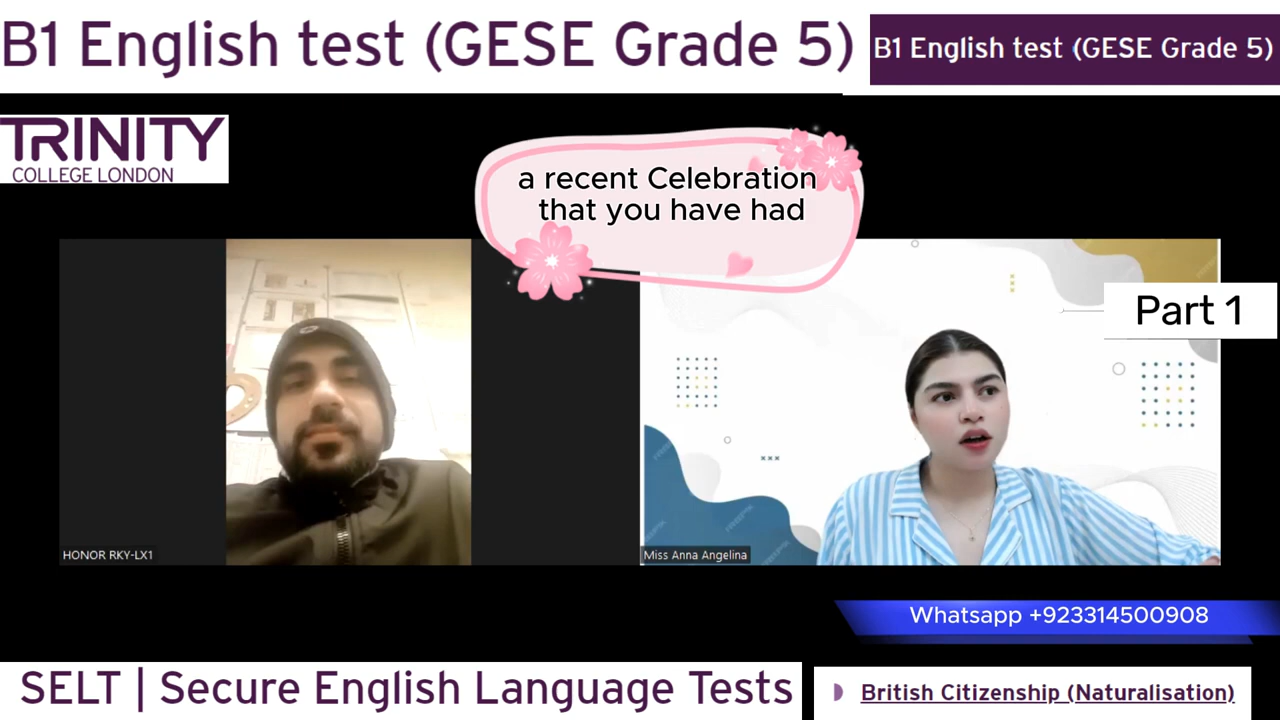 B1 English test (GESE Grade 5)
B1 English test (GESE Grade 5)
TRINITY
COLLEGE LONDON
a recent Celebration
that you have had
Part 1
HONOR RKY-LX1
Miss Anna Angelina
Whatsapp +923314500908
SELT | Secure English Language Tests
British Citizenship (Naturalisation)